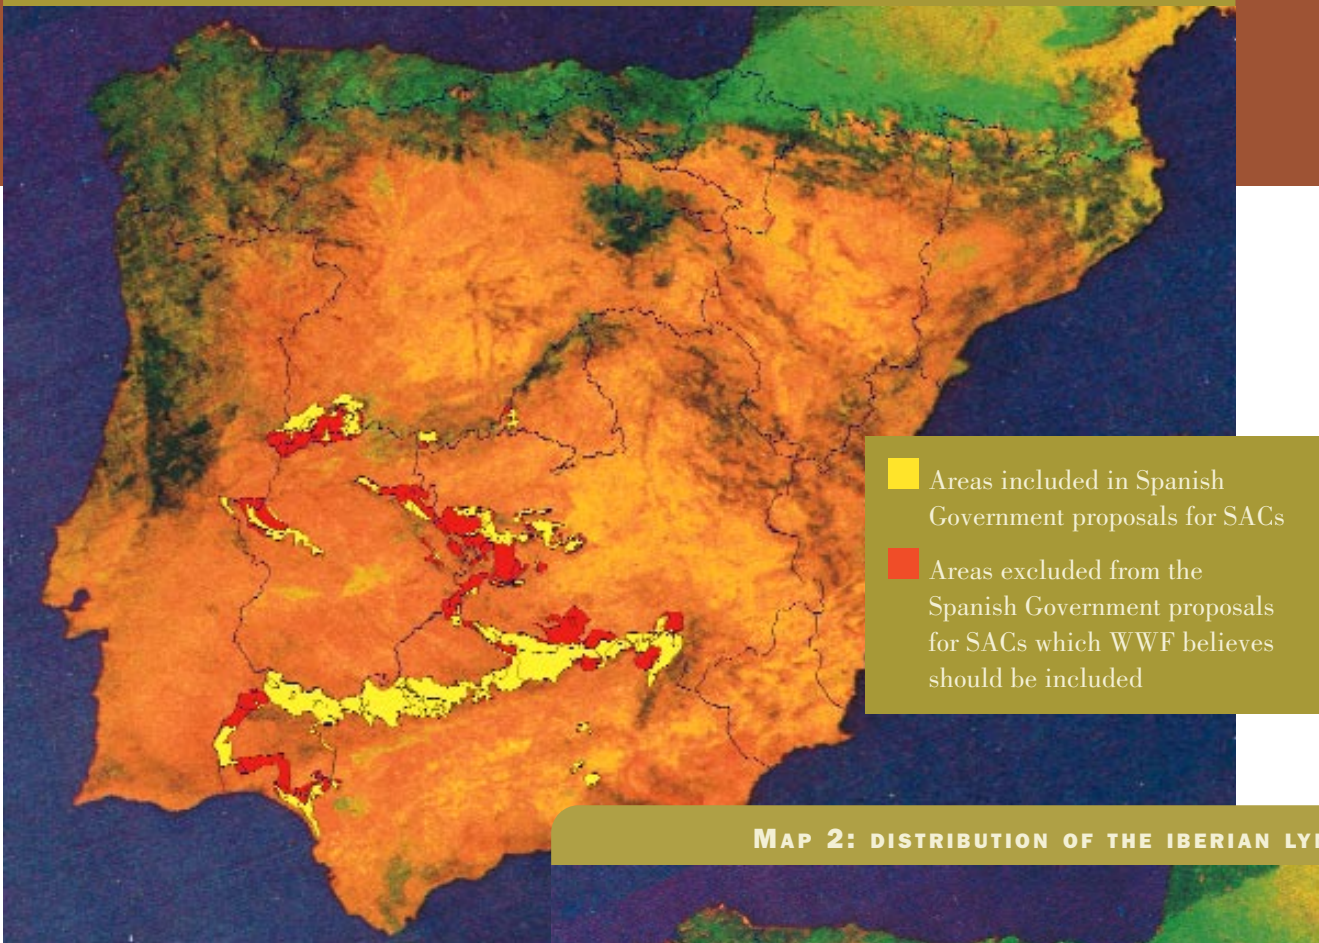 Areas included in Spanish
Government proposals for SACs
Areas excluded from the
Spanish Government proposals
for SACs which WWF believes
should be included
MAP 2: DISTRIBUTION OF THE IBERIAN